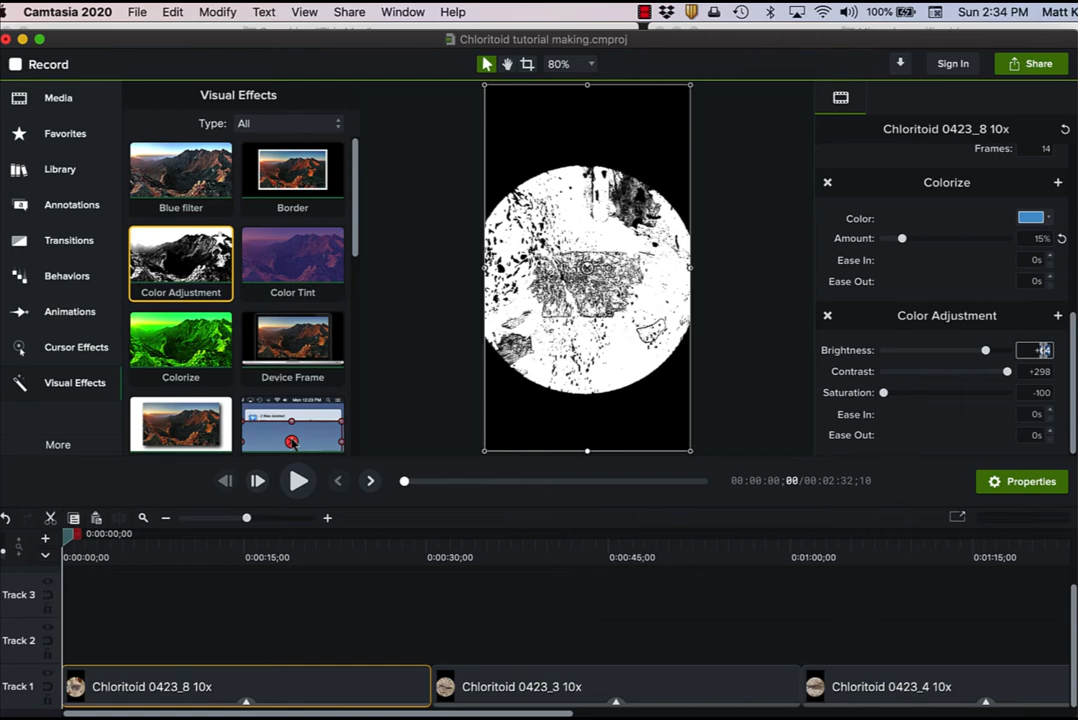 Camtasia 2020 File Edit Modify Text View Share Window Help 100% Sun 2:34 PM Matt K
Chloritoid tutorial making.cmproj
Record 80% Sign In Share
Media
Favorites
Library
Annotations
Transitions
Behaviors
Animations
Cursor Effects
Visual Effects
More
Visual Effects
Type: All
Blue filter Border
Color Adjustment Color Tint
Colorize Device Frame
Chloritoid 0423_8 10x
Frames: 14
Colorize
Color:
Amount: 15%
Ease In: 0s
Ease Out: 0s
Color Adjustment
Brightness: +64
Contrast: +298
Saturation: -100
Ease In: 0s
Ease Out: 0s
00:00:00;00/00:02:32;10 Properties
0:00:00;00
0:00:00;00 0:00:15;00 0:00:30;00 0:00:45;00 0:01:00;00 0:01:15;00
Track 3
Track 2
Track 1 Chloritoid 0423_8 10x Chloritoid 0423_3 10x Chloritoid 0423_4 10x